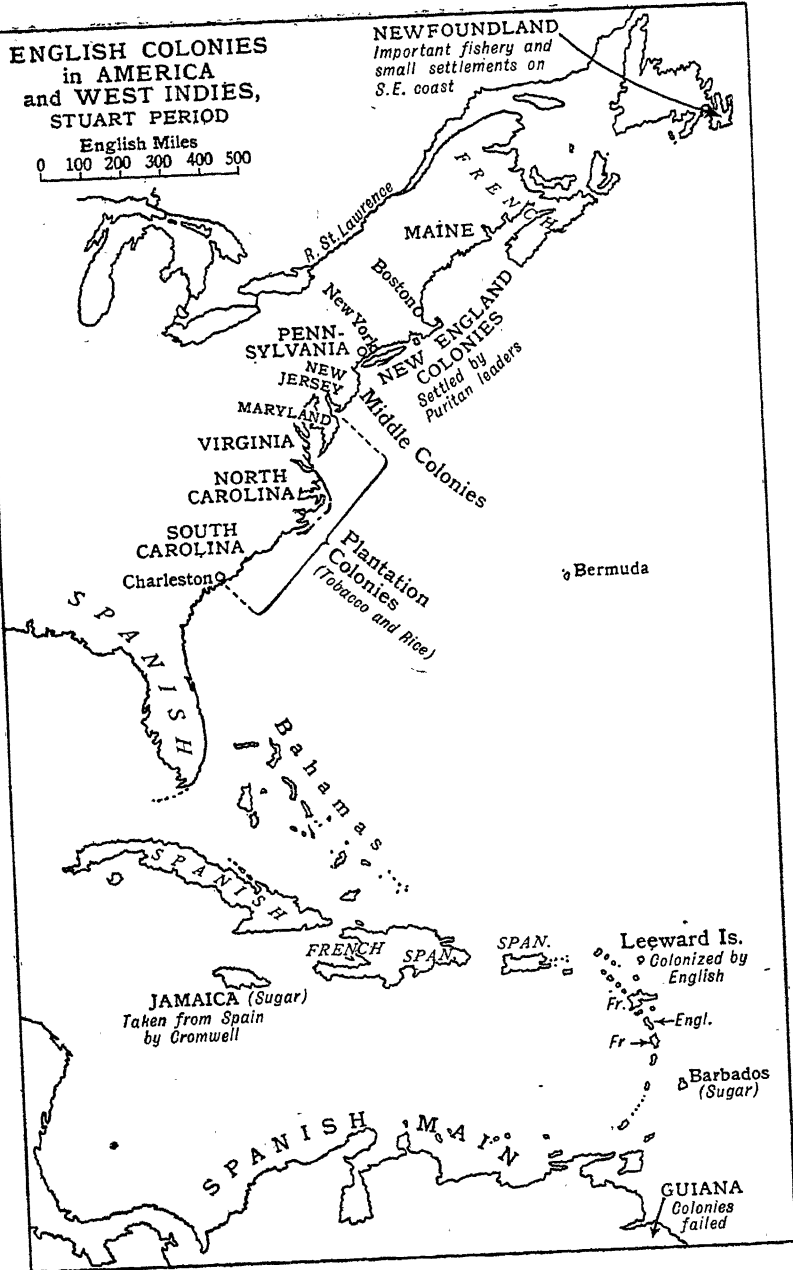 ENGLISH COLONIES
in AMERICA
and WEST INDIES,
STUART PERIOD
English Miles
0 100 200 300 400 500
NEWFOUNDLAND
Important fishery and
small settlements on
S.E. coast
FRENCH
R. St. Lawrence
MAINE
Boston
New York
NEW ENGLAND
COLONIES
Settled by
Puritan leaders
PENN-
SYLVANIA
NEW
JERSEY
MARYLAND
Middle Colonies
VIRGINIA
NORTH
CAROLINA
SOUTH
CAROLINA
Charleston
Plantation
Colonies
(Tobacco and Rice)
Bermuda
SPANISH
Bahamas
SPANISH
FRENCH
SPAN.
SPAN.
Leeward Is.
Colonized by
English
JAMAICA (Sugar)
Taken from Spain
by Cromwell
Fr.
Engl.
Fr
Barbados
(Sugar)
SPANISH MAIN
GUIANA
Colonies
failed